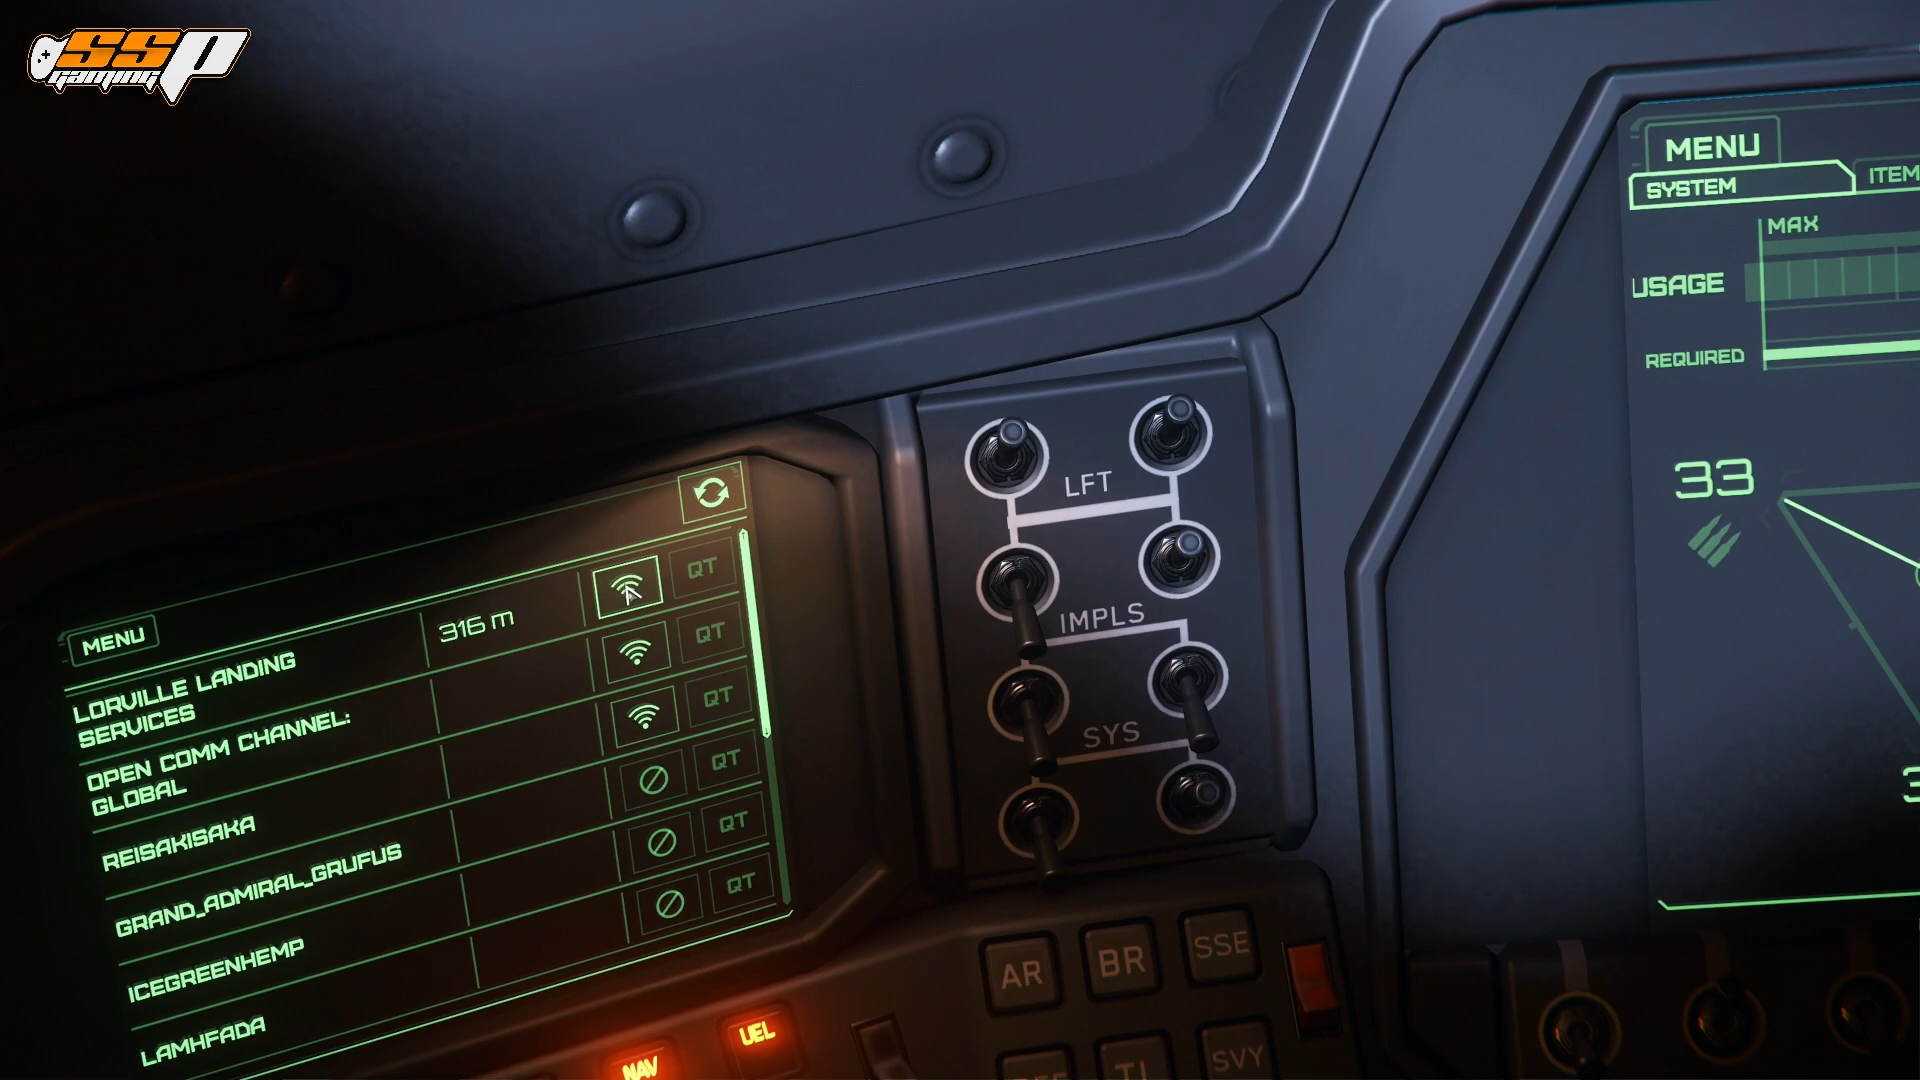 SSP
gaming
MENU
SYSTEM
ITEM
MAX
USAGE
REQUIRED
33
LFT
IMPLS
SYS
MENU
LORVILLE LANDING
SERVICES
316 m
QT
OPEN COMM CHANNEL:
GLOBAL
QT
REISAKISAKA
QT
GRAND_ADMIRAL_GRUFUS
QT
ICEGREENHEMP
QT
LAMHFADA
QT
AR
BR
SSE
UEL
NAV
SVY